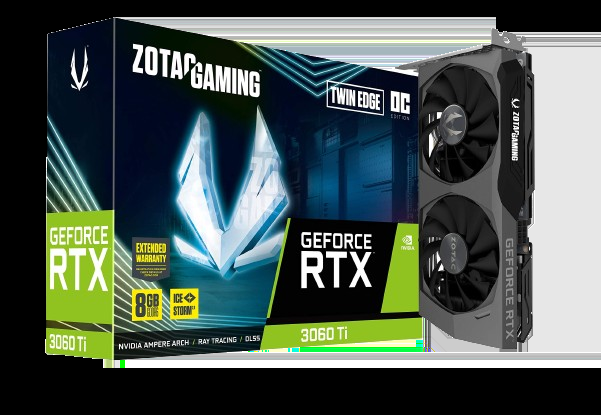 ZOTAC GAMING
TWIN EDGE
OC
EDITION
GEFORCE
RTX
3060 Ti
EXTENDED
WARRANTY
8GB
ICE
STORM
GEFORCE
RTX
NVIDIA
3060 Ti
NVIDIA AMPERE ARCH / RAY TRACING / DLSS
ZOTAC GAMING
ZOTAC
GEFORCE RTX